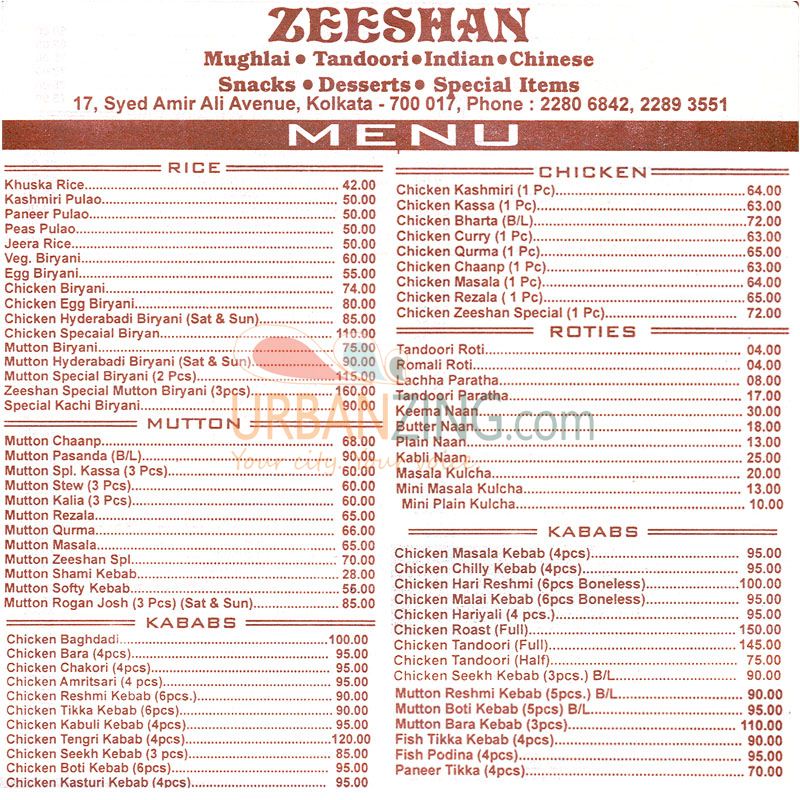 ZEESHAN
Mughlai • Tandoori • Indian • Chinese
Snacks • Desserts • Special Items
17, Syed Amir Ali Avenue, Kolkata - 700 017, Phone : 2280 6842, 2289 3551
MENU
RICE
Khuska Rice 42.00
Kashmiri Pulao 50.00
Paneer Pulao 50.00
Peas Pulao 50.00
Jeera Rice 50.00
Veg. Biryani 60.00
Egg Biryani 55.00
Chicken Biryani 74.00
Chicken Egg Biryani 80.00
Chicken Hyderabadi Biryani (Sat & Sun) 85.00
Chicken Specaial Biryan 110.00
Mutton Biryani 75.00
Mutton Hyderabadi Biryani (Sat & Sun) 90.00
Mutton Special Biryani (2 Pcs) 115.00
Zeeshan Special Mutton Biryani (3pcs) 160.00
Special Kachi Biryani 90.00
MUTTON
Mutton Chaanp 68.00
Mutton Pasanda (B/L) 90.00
Mutton Spl. Kassa (3 Pcs) 60.00
Mutton Stew (3 Pcs) 60.00
Mutton Kalia (3 Pcs) 60.00
Mutton Rezala 65.00
Mutton Qurma 66.00
Mutton Masala 65.00
Mutton Zeeshan Spl 70.00
Mutton Shami Kebab 28.00
Mutton Softy Kebab 56.00
Mutton Rogan Josh (3 Pcs) (Sat & Sun) 85.00
KABABS
Chicken Baghdadi 100.00
Chicken Bara (4pcs) 95.00
Chicken Chakori (4pcs) 95.00
Chicken Amritsari (4 pcs) 95.00
Chicken Reshmi Kebab (6pcs.) 90.00
Chicken Tikka Kebab (6pcs) 90.00
Chicken Kabuli Kebab (4pcs) 95.00
Chicken Tengri Kabab (4pcs) 120.00
Chicken Seekh Kebab (3 pcs) 85.00
Chicken Boti Kebab (6pcs) 95.00
Chicken Kasturi Kebab (4pcs) 95.00
CHICKEN
Chicken Kashmiri (1 Pc) 64.00
Chicken Kassa (1 Pc) 63.00
Chicken Bharta (B/L) 72.00
Chicken Curry (1 Pc) 63.00
Chicken Qurma (1 Pc) 65.00
Chicken Chaanp (1 Pc) 63.00
Chicken Masala (1 Pc) 64.00
Chicken Rezala ( 1 Pc) 65.00
Chicken Zeeshan Special (1 Pc) 72.00
ROTIES
Tandoori Roti 04.00
Romali Roti 04.00
Lachha Paratha 08.00
Tandoori Paratha 17.00
Keema Naan 30.00
Butter Naan 18.00
Plain Naan 13.00
Kabli Naan 25.00
Masala Kulcha 20.00
Mini Masala Kulcha 13.00
Mini Plain Kulcha 10.00
KABABS
Chicken Masala Kebab (4pcs) 95.00
Chicken Chilly Kebab (4pcs) 95.00
Chicken Hari Reshmi (6pcs Boneless) 100.00
Chicken Malai Kebab (6pcs Boneless) 95.00
Chicken Hariyali (4 pcs.) 95.00
Chicken Roast (Full) 150.00
Chicken Tandoori (Full) 145.00
Chicken Tandoori (Half) 75.00
Chicken Seekh Kebab (3pcs.) B/L 90.00
Mutton Reshmi Kebab (5pcs.) B/L 90.00
Mutton Boti Kebab (5pcs) B/L 95.00
Mutton Bara Kebab (3pcs) 110.00
Fish Tikka Kebab (4pcs) 90.00
Fish Podina (4pcs) 95.00
Paneer Tikka (4pcs) 70.00
URBANZING.com
Your city. Your voice